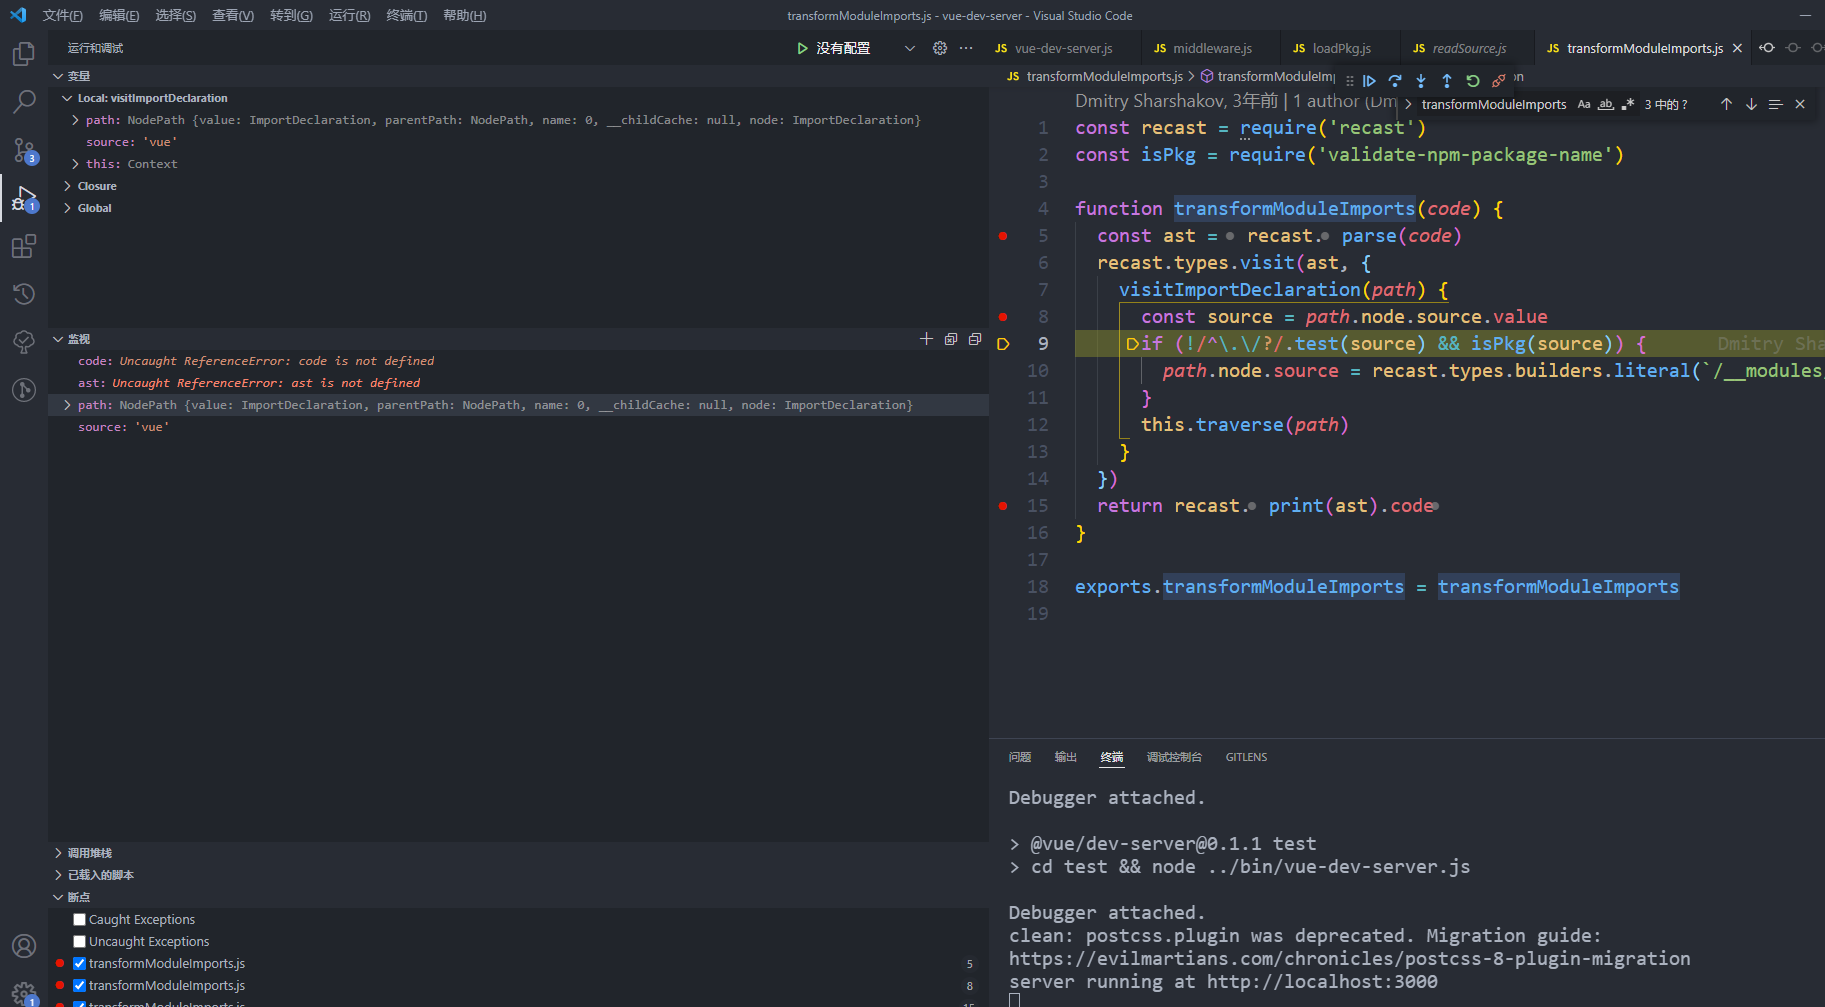 文件(F) 编辑(E) 选择(S) 查看(V) 转到(G) 运行(R) 终端(T) 帮助(H)
transformModuleImports.js - vue-dev-server - Visual Studio Code
运行和调试
没有配置
变量
Local: visitImportDeclaration
path: NodePath {value: ImportDeclaration, parentPath: NodePath, name: 0, __childCache: null, node: ImportDeclaration}
source: 'vue'
this: Context
Closure
Global
监视
code: Uncaught ReferenceError: code is not defined
ast: Uncaught ReferenceError: ast is not defined
path: NodePath {value: ImportDeclaration, parentPath: NodePath, name: 0, __childCache: null, node: ImportDeclaration}
source: 'vue'
调用堆栈
已载入的脚本
断点
Caught Exceptions
Uncaught Exceptions
transformModuleImports.js 5
transformModuleImports.js 8
transformModuleImports.js 15
3
1
1
JS vue-dev-server.js JS middleware.js JS loadPkg.js JS readSource.js JS transformModuleImports.js
JS transformModuleImports.js > transformModuleIm
on
transformModuleImports Aa ab 3 中的 ?
Dmitry Sharshakov, 3年前 | 1 author (Dm
1 const recast = require('recast')
2 const isPkg = require('validate-npm-package-name')
3
4 function transformModuleImports(code) {
5 const ast = recast. parse(code)
6 recast.types.visit(ast, {
7 visitImportDeclaration(path) {
8 const source = path.node.source.value
9 if (!/^\.\/?/.test(source) && isPkg(source)) { Dmitry Sha
10 path.node.source = recast.types.builders.literal(`/__modules
11 }
12 this.traverse(path)
13 }
14 })
15 return recast. print(ast).code
16 }
17
18 exports.transformModuleImports = transformModuleImports
19
问题 输出 终端 调试控制台 GITLENS
Debugger attached.
> @vue/dev-server@0.1.1 test
> cd test && node ../bin/vue-dev-server.js
Debugger attached.
clean: postcss.plugin was deprecated. Migration guide:
https://evilmartians.com/chronicles/postcss-8-plugin-migration
server running at http://localhost:3000